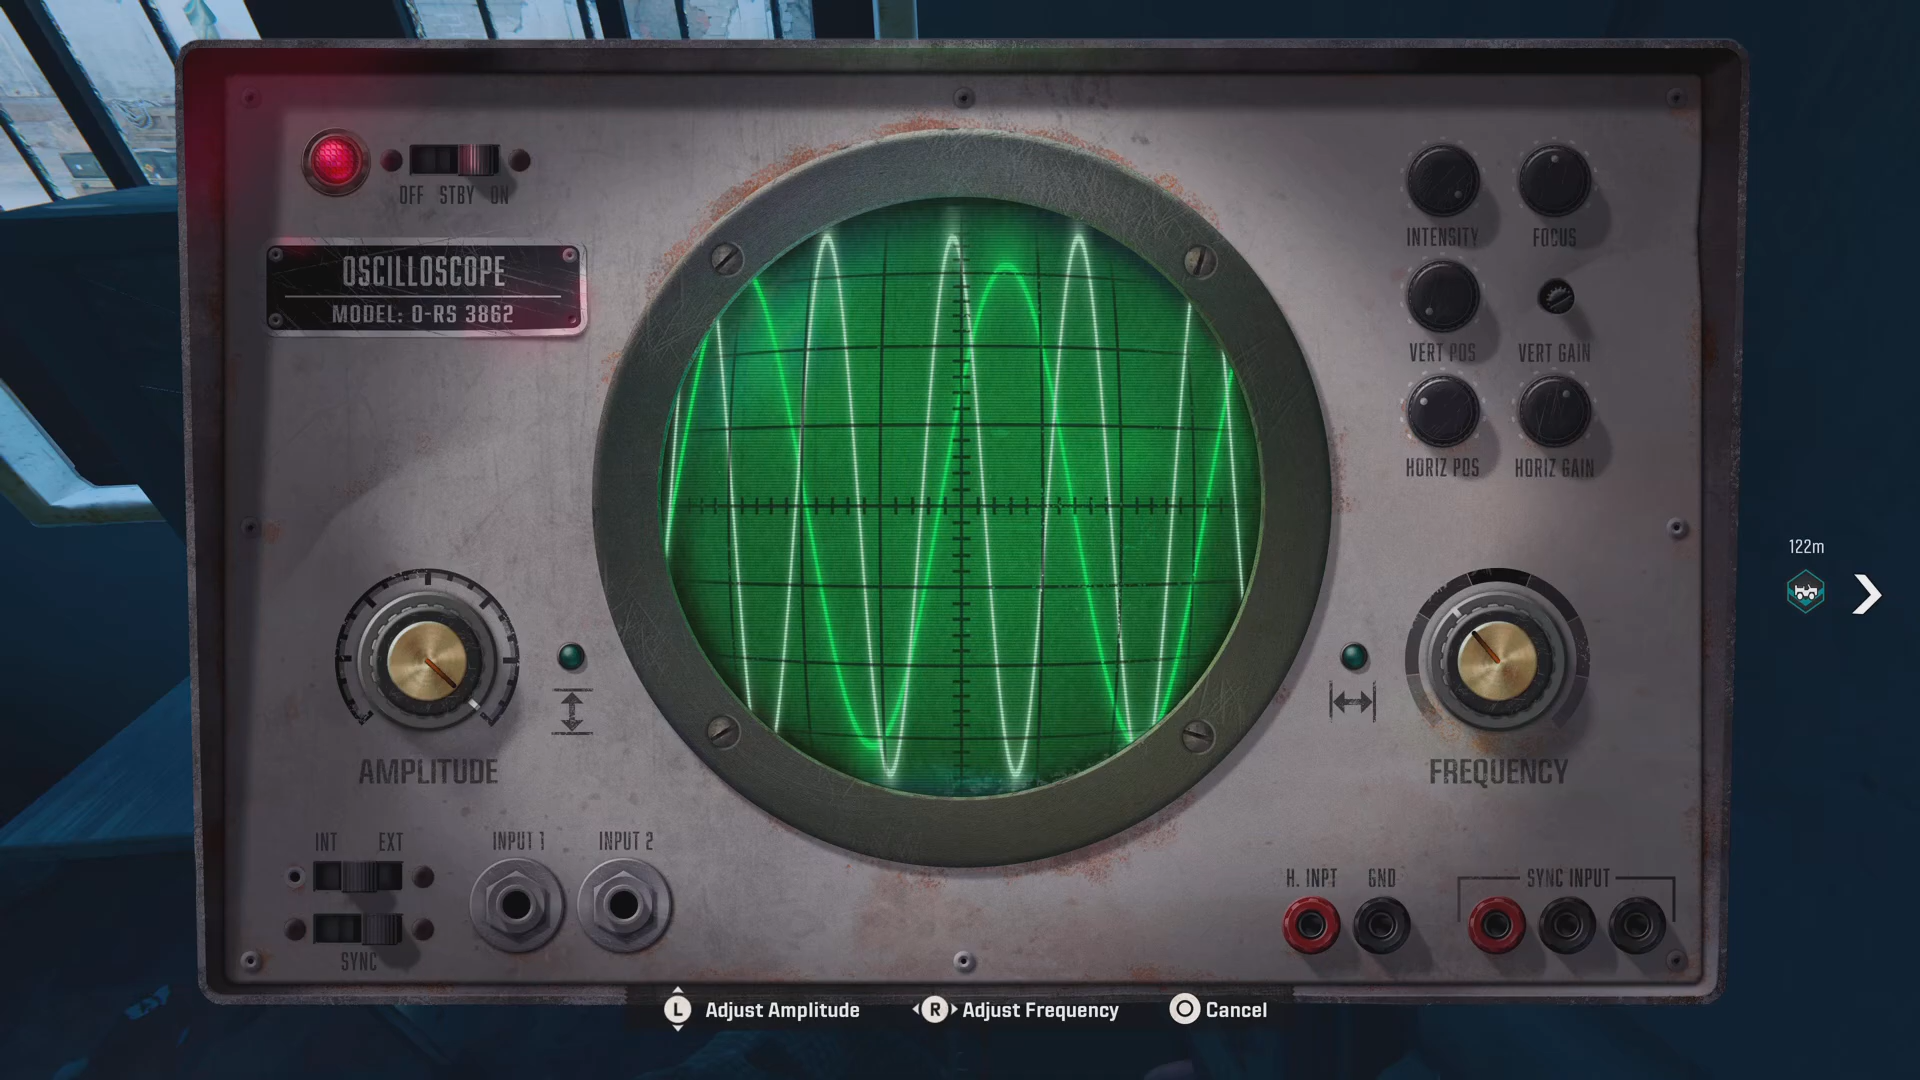 OFF STBY ON
OSCILLOSCOPE
MODEL: O-RS 3862
INTENSITY
FOCUS
VERT POS
VERT GAIN
HORIZ POS
HORIZ GAIN
122m
AMPLITUDE
FREQUENCY
INT
EXT
INPUT 1
INPUT 2
SYNC
H. INPT
GND
SYNC INPUT
L Adjust Amplitude
R Adjust Frequency
Cancel